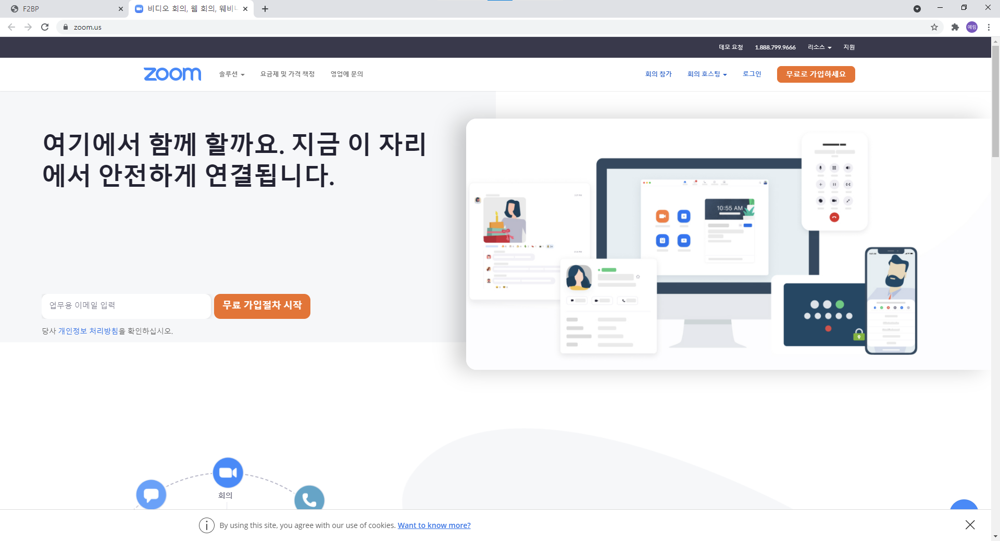 F2BP
비디오 회의, 웹 회의, 웨비나
zoom.us
예림
데모 요청 1.888.799.9666 리소스 지원
zoom 솔루션 요금제 및 가격 책정 영업에 문의 회의 참가 회의 호스팅 로그인 무료로 가입하세요
여기에서 함께 할까요. 지금 이 자리
에서 안전하게 연결됩니다.
10:55 AM
업무용 이메일 입력 무료 가입절차 시작
당사 개인정보 처리방침을 확인하십시오.
회의
By using this site, you agree with our use of cookies. Want to know more?